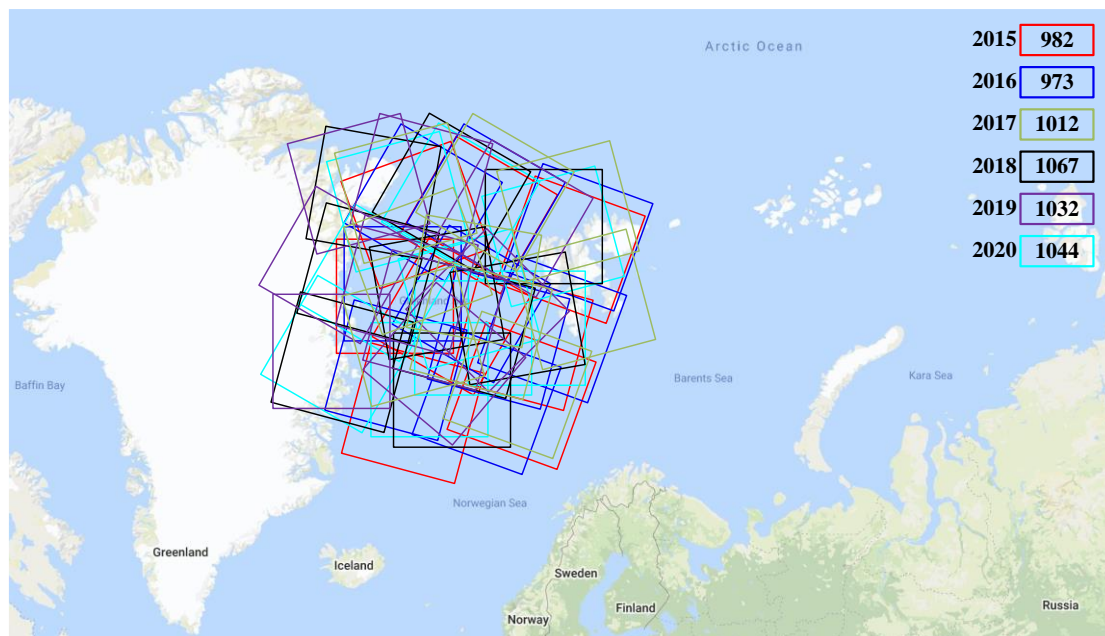 Arctic Ocean
2015 982
2016 973
2017 1012
2018 1067
2019 1032
2020 1044
Baffin Bay
Barents Sea
Kara Sea
Norwegian Sea
Greenland
Iceland
Sweden
Norway
Finland
Russia